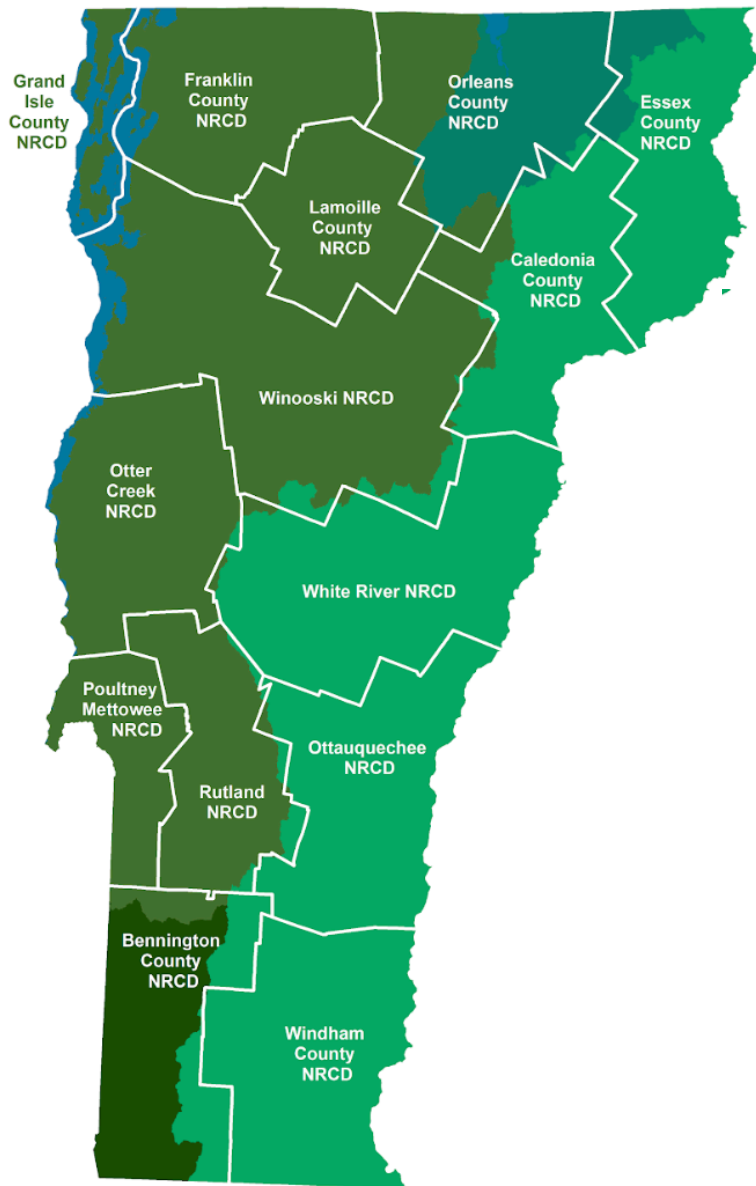 Grand
Isle
County
NRCD
Franklin
County
NRCD
Orleans
County
NRCD
Essex
County
NRCD
Lamoille
County
NRCD
Caledonia
County
NRCD
Winooski NRCD
Otter
Creek
NRCD
White River NRCD
Poultney
Mettowee
NRCD
Ottauquechee
NRCD
Rutland
NRCD
Bennington
County
NRCD
Windham
County
NRCD